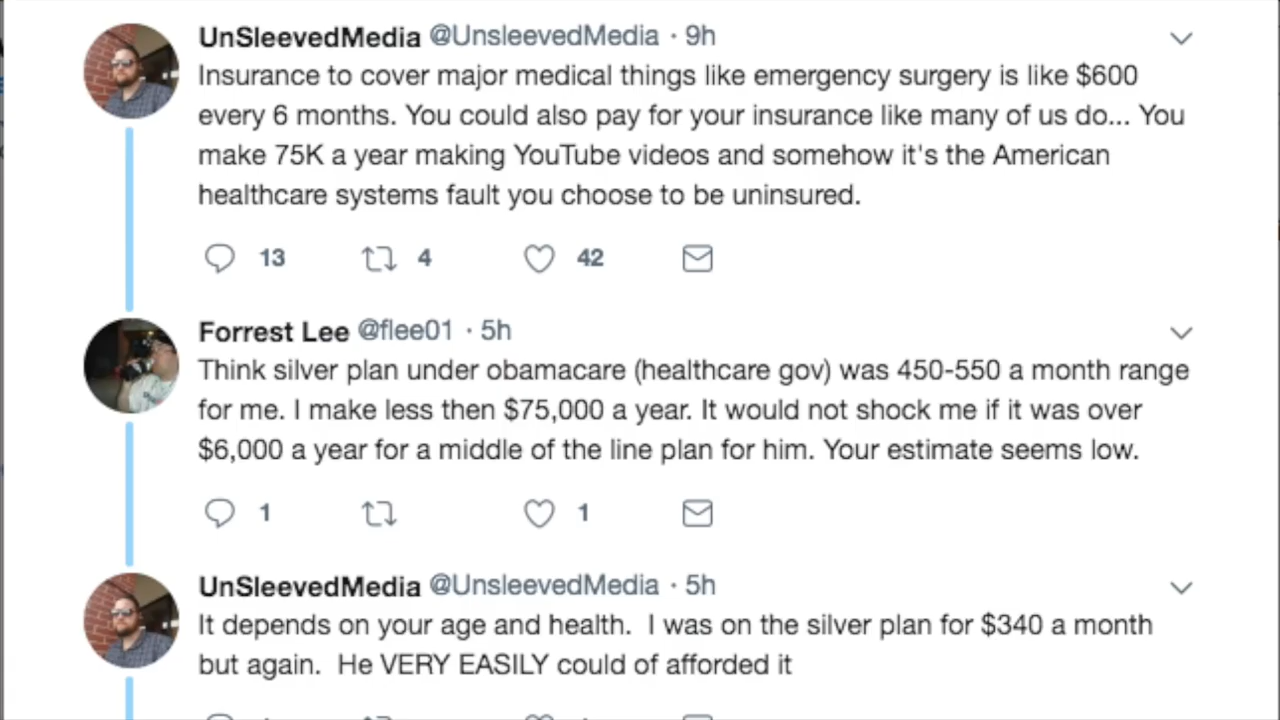 UnSleevedMedia @UnsleevedMedia · 9h
Insurance to cover major medical things like emergency surgery is like $600
every 6 months. You could also pay for your insurance like many of us do... You
make 75K a year making YouTube videos and somehow it's the American
healthcare systems fault you choose to be uninsured.
13 4 42
Forrest Lee @flee01 · 5h
Think silver plan under obamacare (healthcare gov) was 450-550 a month range
for me. I make less then $75,000 a year. It would not shock me if it was over
$6,000 a year for a middle of the line plan for him. Your estimate seems low.
1 1
UnSleevedMedia @UnsleevedMedia · 5h
It depends on your age and health.  I was on the silver plan for $340 a month
but again.  He VERY EASILY could of afforded it